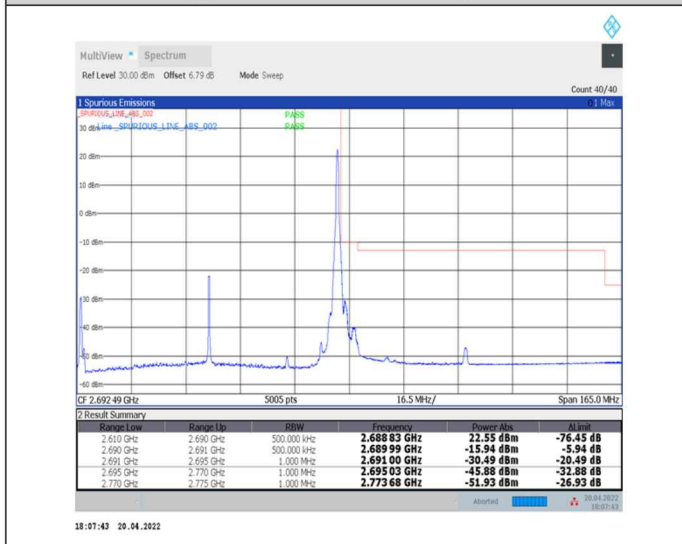 MultiView Spectrum
Ref Level 30.00 dBm Offset 6.79 dB Mode Sweep
Count 40/40
1 Spurious Emissions 1 Max
_SPURIOUS_LINE_ABS_002 PASS
30 dBm Line _SPURIOUS_LINE_ABS_002 PASS
20 dBm
10 dBm
0 dBm
-10 dBm
-20 dBm
-30 dBm
-40 dBm
-50 dBm
-60 dBm
CF 2.692 49 GHz 5005 pts 16.5 MHz/ Span 165.0 MHz
2 Result Summary
Range Low Range Up RBW Frequency Power Abs ΔLimit
2.610 GHz 2.690 GHz 500.000 kHz 2.688 83 GHz 22.55 dBm -76.45 dB
2.690 GHz 2.691 GHz 500.000 kHz 2.689 99 GHz -15.94 dBm -5.94 dB
2.691 GHz 2.695 GHz 1.000 MHz 2.691 00 GHz -30.49 dBm -20.49 dB
2.695 GHz 2.770 GHz 1.000 MHz 2.695 03 GHz -45.88 dBm -32.88 dB
2.770 GHz 2.775 GHz 1.000 MHz 2.773 68 GHz -51.93 dBm -26.93 dB
Aborted 20.04.2022
18:07:43
18:07:43 20.04.2022